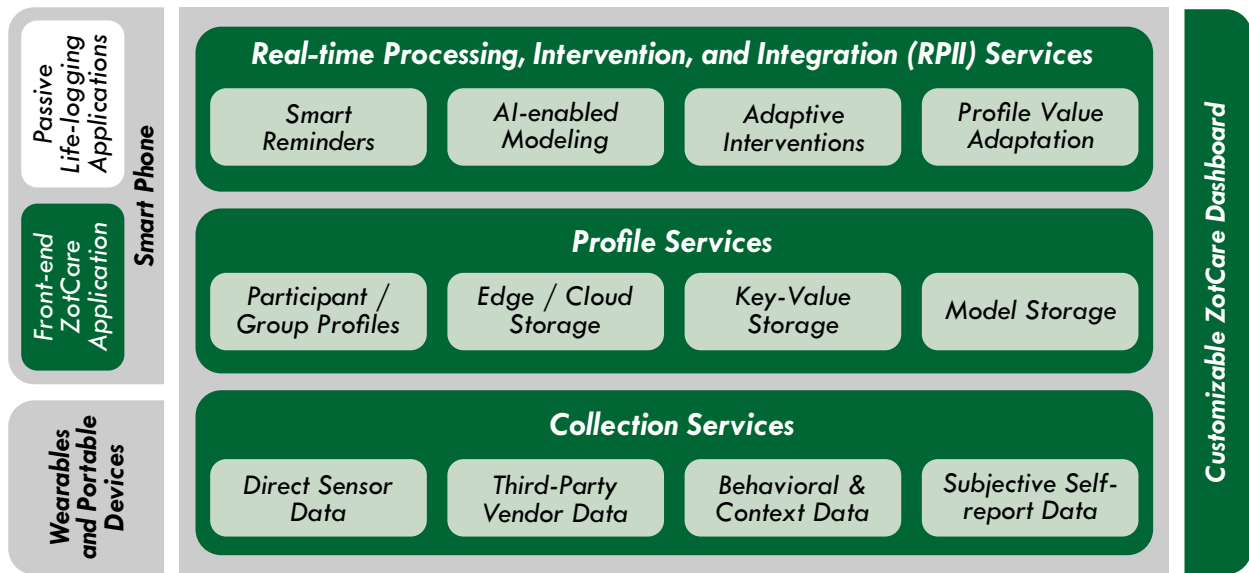 Passive
Life-logging
Applications
Front-end
ZotCare
Application
Smart Phone
Wearables
and Portable
Devices
Real-time Processing, Intervention, and Integration (RPII) Services
Smart
Reminders
AI-enabled
Modeling
Adaptive
Interventions
Profile Value
Adaptation
Profile Services
Participant /
Group Profiles
Edge / Cloud
Storage
Key-Value
Storage
Model Storage
Collection Services
Direct Sensor
Data
Third-Party
Vendor Data
Behavioral &
Context Data
Subjective Self-
report Data
Customizable ZotCare Dashboard